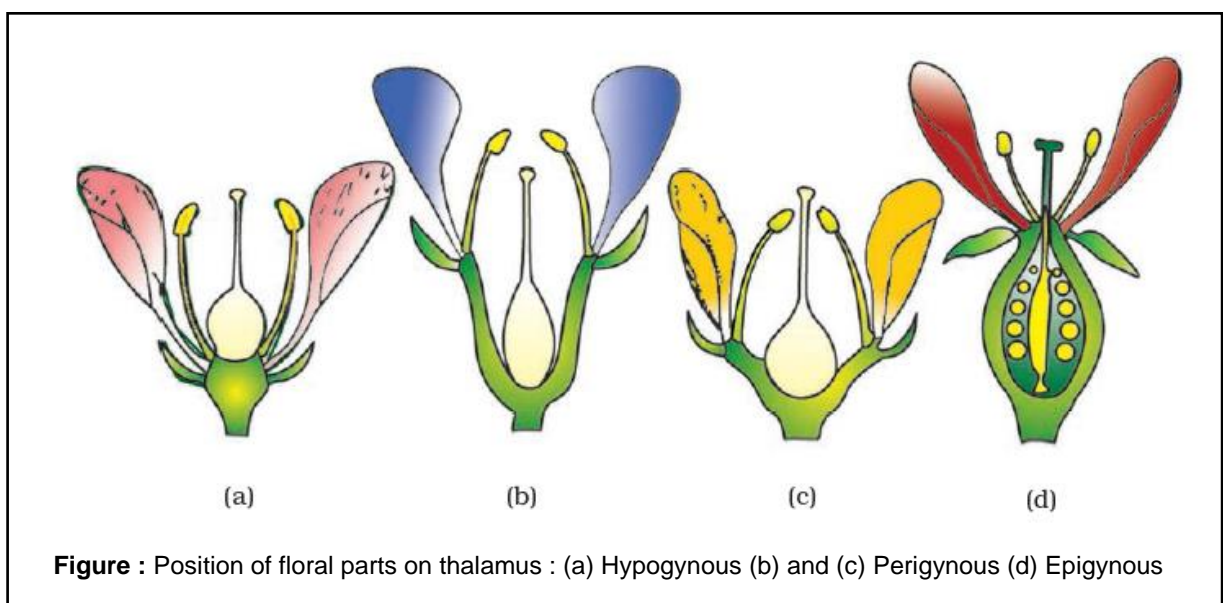 (a) (b) (c) (d)
Figure : Position of floral parts on thalamus : (a) Hypogynous (b) and (c) Perigynous (d) Epigynous